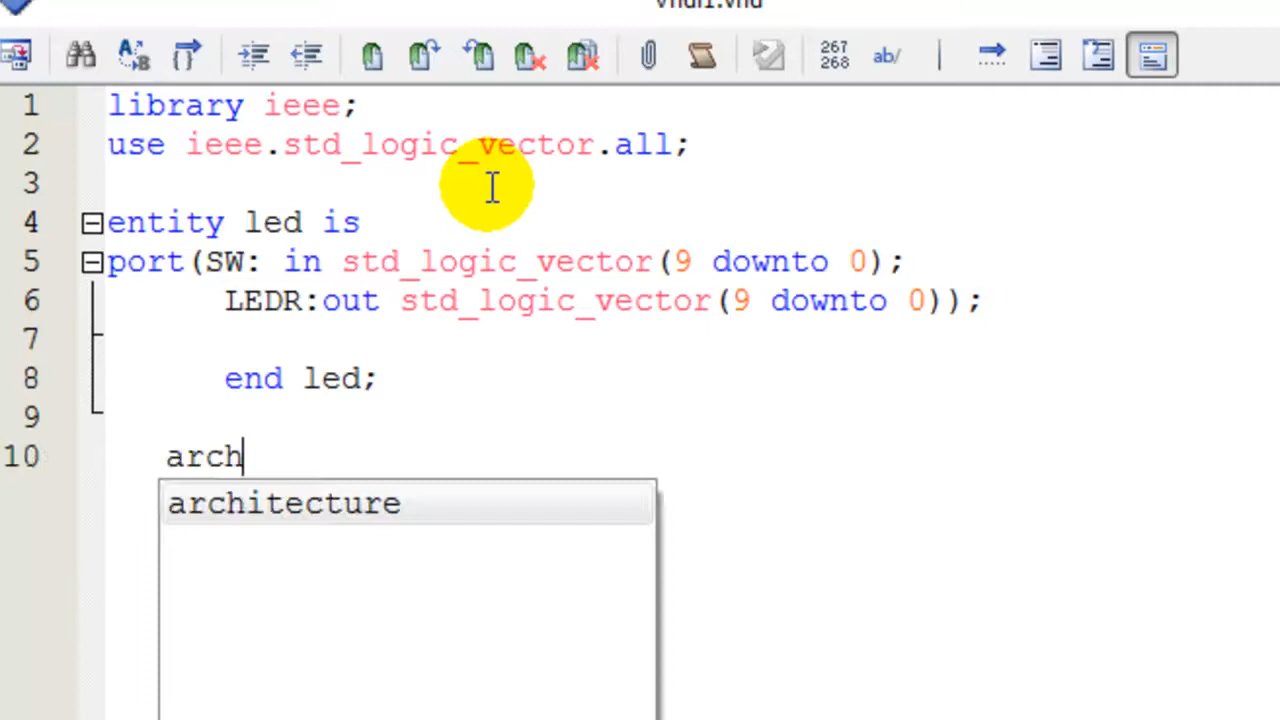 vhdl1.vhd
267
268
ab/
1 library ieee;
2 use ieee.std_logic_vector.all;
3
4 entity led is
5 port(SW: in std_logic_vector(9 downto 0);
6 LEDR:out std_logic_vector(9 downto 0));
7
8 end led;
9
10 arch
architecture